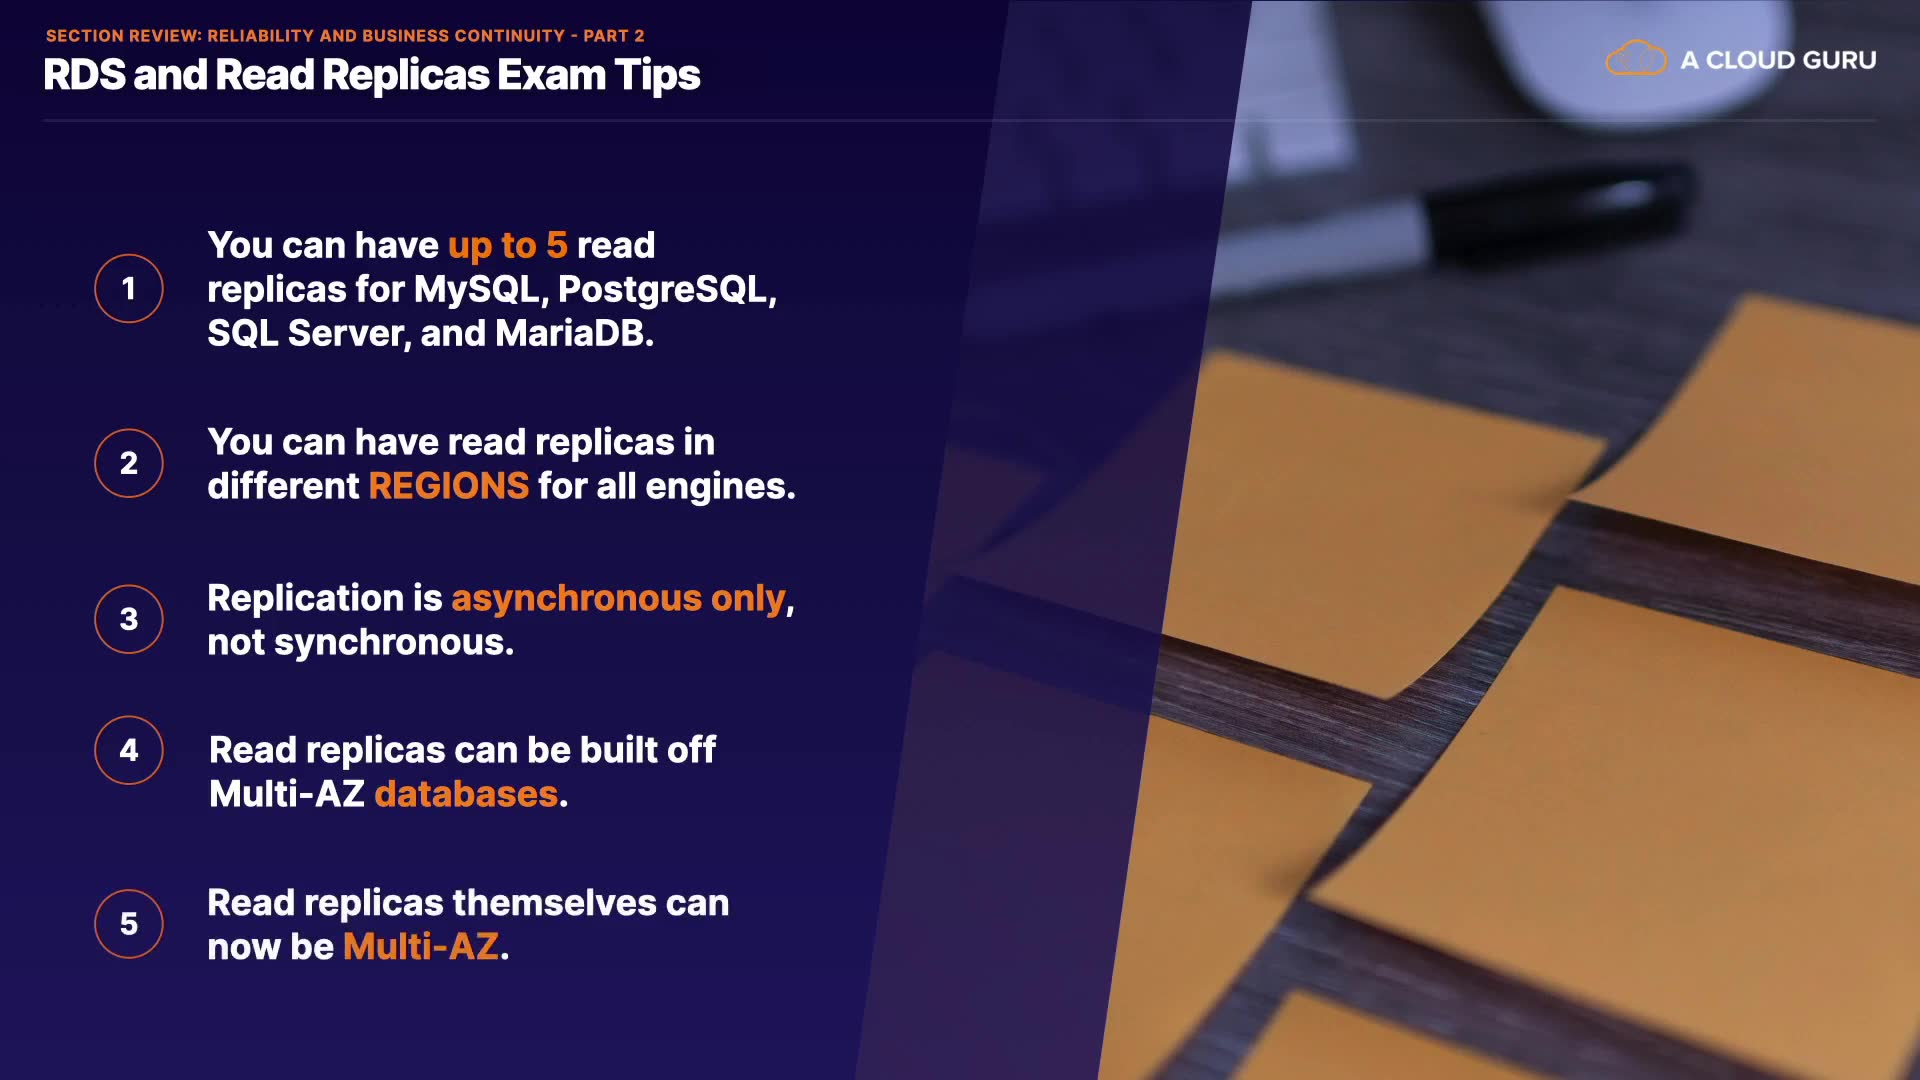 SECTION REVIEW: RELIABILITY AND BUSINESS CONTINUITY - PART 2
RDS and Read Replicas Exam Tips
A CLOUD GURU
1
You can have up to 5 read
replicas for MySQL, PostgreSQL,
SQL Server, and MariaDB.
2
You can have read replicas in
different REGIONS for all engines.
3
Replication is asynchronous only,
not synchronous.
4
Read replicas can be built off
Multi-AZ databases.
5
Read replicas themselves can
now be Multi-AZ.